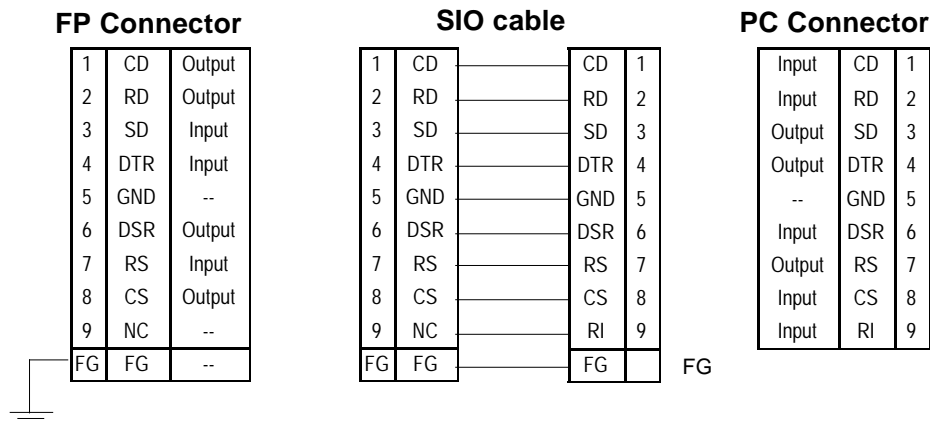 FP Connector SIO cable PC Connector
1 CD Output 1 CD CD 1 Input CD 1
2 RD Output 2 RD RD 2 Input RD 2
3 SD Input 3 SD SD 3 Output SD 3
4 DTR Input 4 DTR DTR 4 Output DTR 4
5 GND -- 5 GND GND 5 -- GND 5
6 DSR Output 6 DSR DSR 6 Input DSR 6
7 RS Input 7 RS RS 7 Output RS 7
8 CS Output 8 CS CS 8 Input CS 8
9 NC -- 9 NC RI 9 Input RI 9
FG FG -- FG FG FG FG